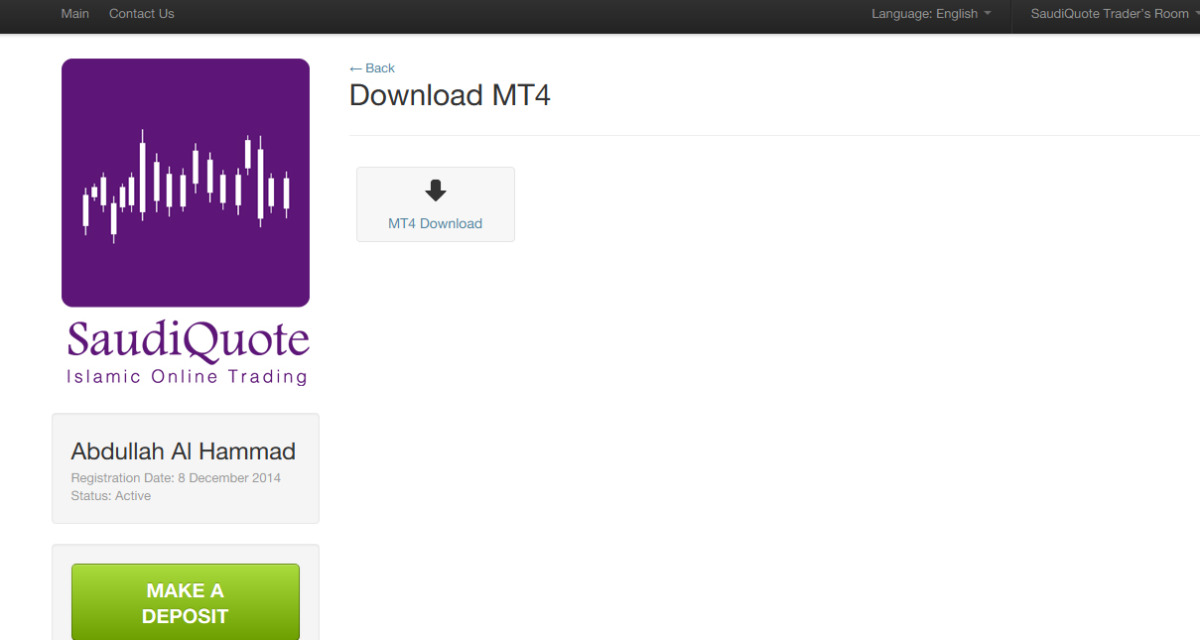 Main Contact Us Language: English SaudiQuote Trader's Room
← Back
Download MT4
MT4 Download
SaudiQuote
Islamic Online Trading
Abdullah Al Hammad
Registration Date: 8 December 2014
Status: Active
MAKE A
DEPOSIT